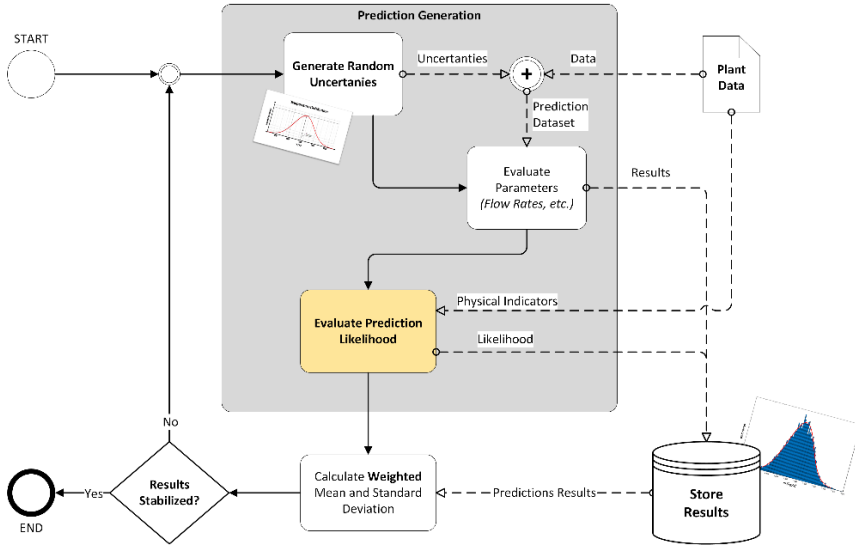 Prediction Generation
START
Generate Random
Uncertanies
Uncertanties
Data
Plant
Data
Prediction
Dataset
Evaluate
Parameters
(Flow Rates, etc.)
Results
Physical Indicators
Evaluate Prediction
Likelihood
Likelihood
No
Results
Stabilized?
Yes
END
Calculate Weighted
Mean and Standard
Deviation
Predictions Results
Store
Results